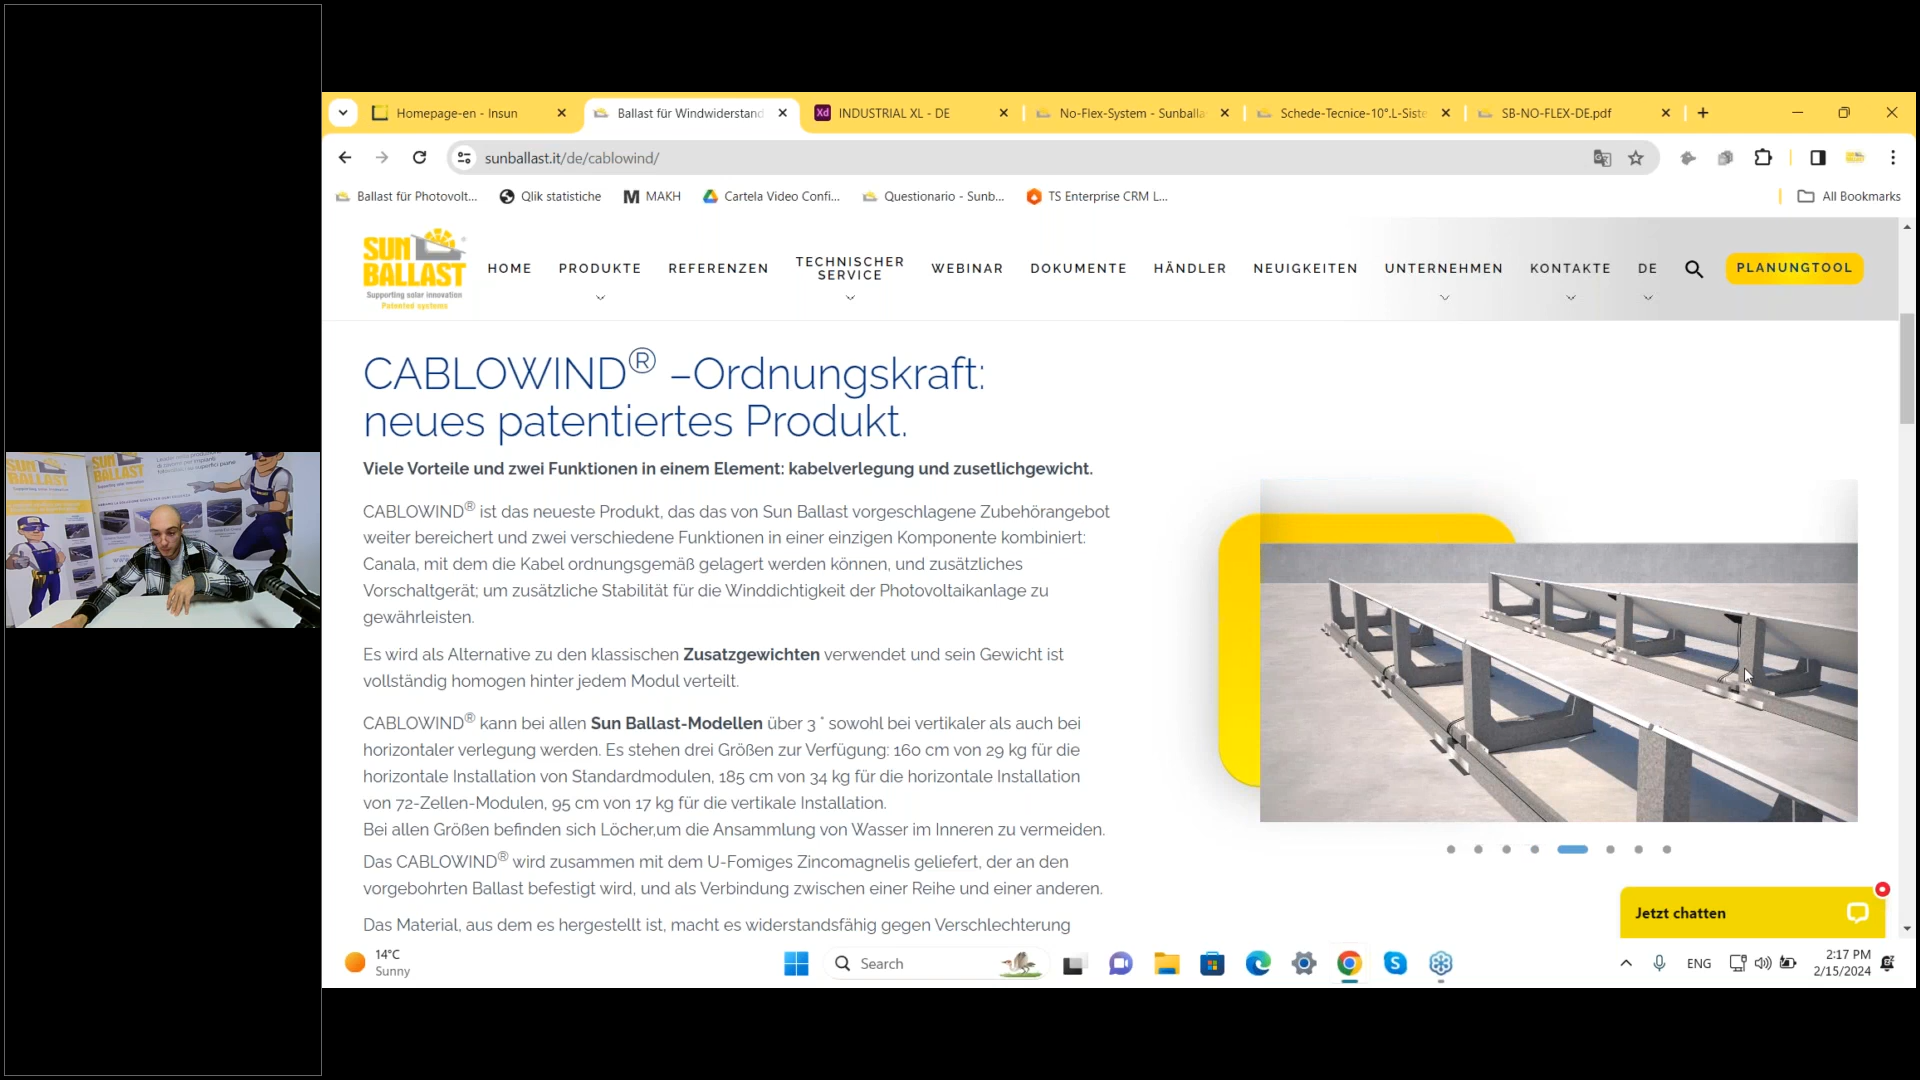 Homepage-en - Insun
Ballast für Windwiderstand
INDUSTRIAL XL - DE
No-Flex-System - Sunballa
Schede-Tecnice-10°.L-Siste
SB-NO-FLEX-DE.pdf
sunballast.it/de/cablowind/
Ballast für Photovolt...
Qlik statistiche
MAKH
Cartela Video Confi...
Questionario - Sunb...
TS Enterprise CRM L...
All Bookmarks
SUN BALLAST
Supporting solar innovation
Patented systems
HOME
PRODUKTE
REFERENZEN
TECHNISCHER SERVICE
WEBINAR
DOKUMENTE
HÄNDLER
NEUIGKEITEN
UNTERNEHMEN
KONTAKTE
DE
PLANUNGTOOL
CABLOWIND® –Ordnungskraft:
neues patentiertes Produkt.
Viele Vorteile und zwei Funktionen in einem Element: kabelverlegung und zusetlichgewicht.
CABLOWIND® ist das neueste Produkt, das das von Sun Ballast vorgeschlagene Zubehörangebot
weiter bereichert und zwei verschiedene Funktionen in einer einzigen Komponente kombiniert:
Canala, mit dem die Kabel ordnungsgemäß gelagert werden können, und zusätzliches
Vorschaltgerät; um zusätzliche Stabilität für die Winddichtigkeit der Photovoltaikanlage zu
gewährleisten.
Es wird als Alternative zu den klassischen Zusatzgewichten verwendet und sein Gewicht ist
vollständig homogen hinter jedem Modul verteilt.
CABLOWIND® kann bei allen Sun Ballast-Modellen über 3 ° sowohl bei vertikaler als auch bei
horizontaler verlegung werden. Es stehen drei Größen zur Verfügung: 160 cm von 29 kg für die
horizontale Installation von Standardmodulen, 185 cm von 34 kg für die horizontale Installation
von 72-Zellen-Modulen, 95 cm von 17 kg für die vertikale Installation.
Bei allen Größen befinden sich Löcher,um die Ansammlung von Wasser im Inneren zu vermeiden.
Das CABLOWIND® wird zusammen mit dem U-Fomiges Zincomagnelis geliefert, der an den
vorgebohrten Ballast befestigt wird, und als Verbindung zwischen einer Reihe und einer anderen.
Das Material, aus dem es hergestellt ist, macht es widerstandsfähig gegen Verschlechterung
Jetzt chatten
14°C
Sunny
Search
ENG
2:17 PM
2/15/2024
SUN BALLAST
SUN BALLAST